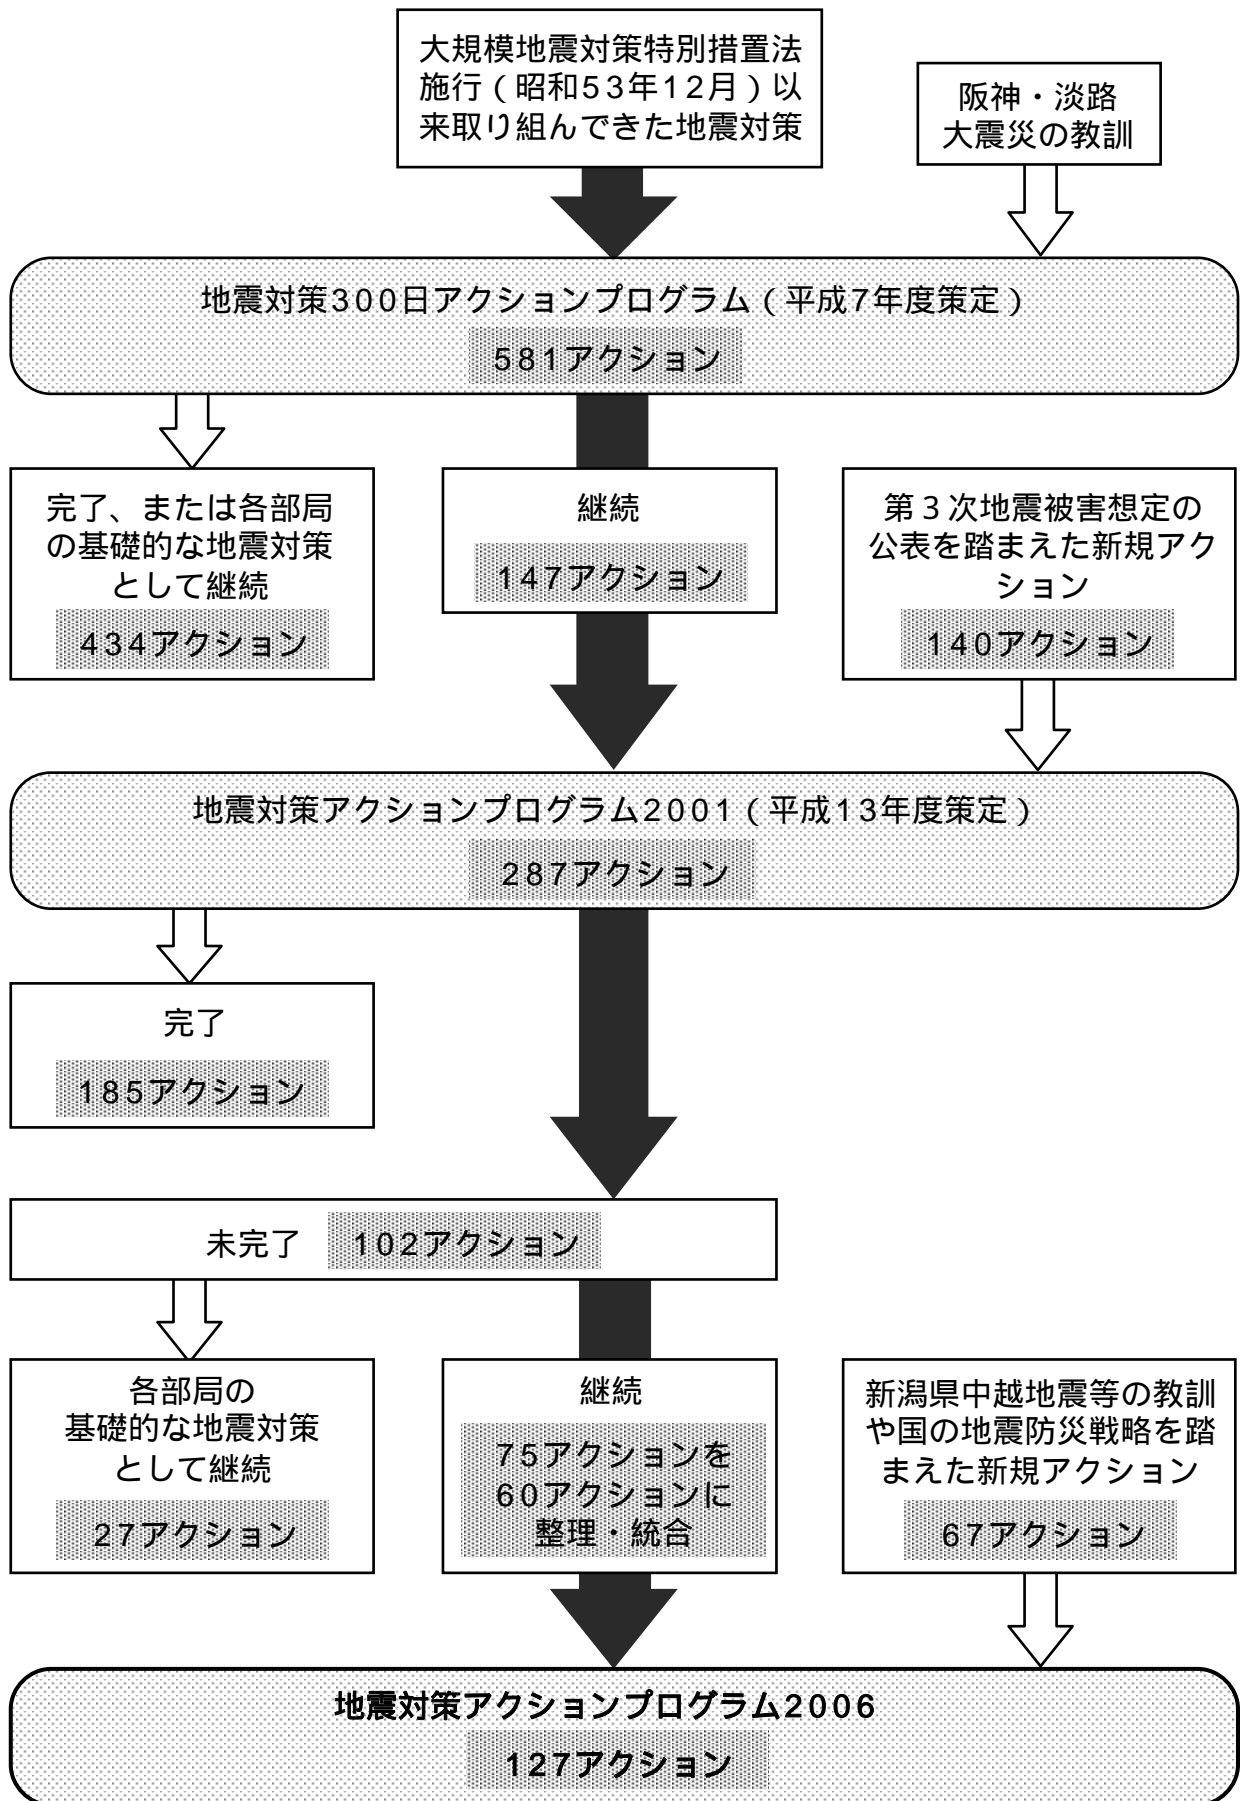 大規模地震対策特別措置法
施行(昭和53年12月)以
来取り組んできた地震対策
阪神・淡路
大震災の教訓
地震対策300日アクションプログラム(平成7年度策定)
581アクション
完了、または各部局
の基礎的な地震対策
として継続
434アクション
継続
147アクション
第3次地震被害想定の
公表を踏まえた新規アク
ション
140アクション
地震対策アクションプログラム2001(平成13年度策定)
287アクション
完了
185アクション
未完了 102アクション
各部局の
基礎的な地震対策
として継続
27アクション
継続
75アクションを
60アクションに
整理・統合
新潟県中越地震等の教訓
や国の地震防災戦略を踏
まえた新規アクション
67アクション
地震対策アクションプログラム2006
127アクション